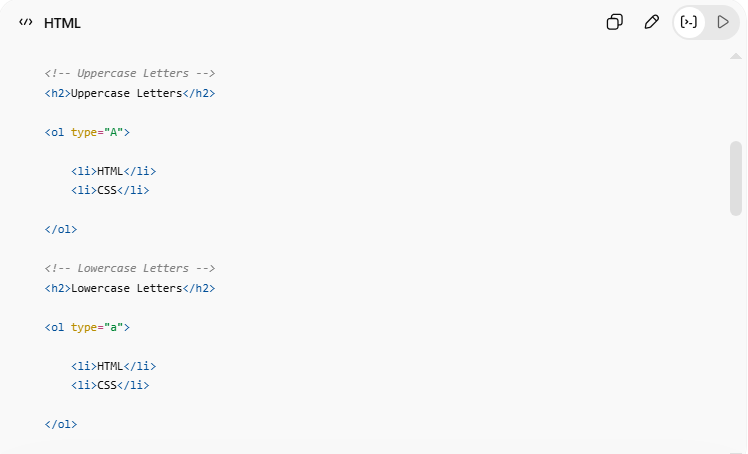 </> HTML
<!-- Uppercase Letters -->
<h2>Uppercase Letters</h2>
<ol type="A">
<li>HTML</li>
<li>CSS</li>
</ol>
<!-- Lowercase Letters -->
<h2>Lowercase Letters</h2>
<ol type="a">
<li>HTML</li>
<li>CSS</li>
</ol>